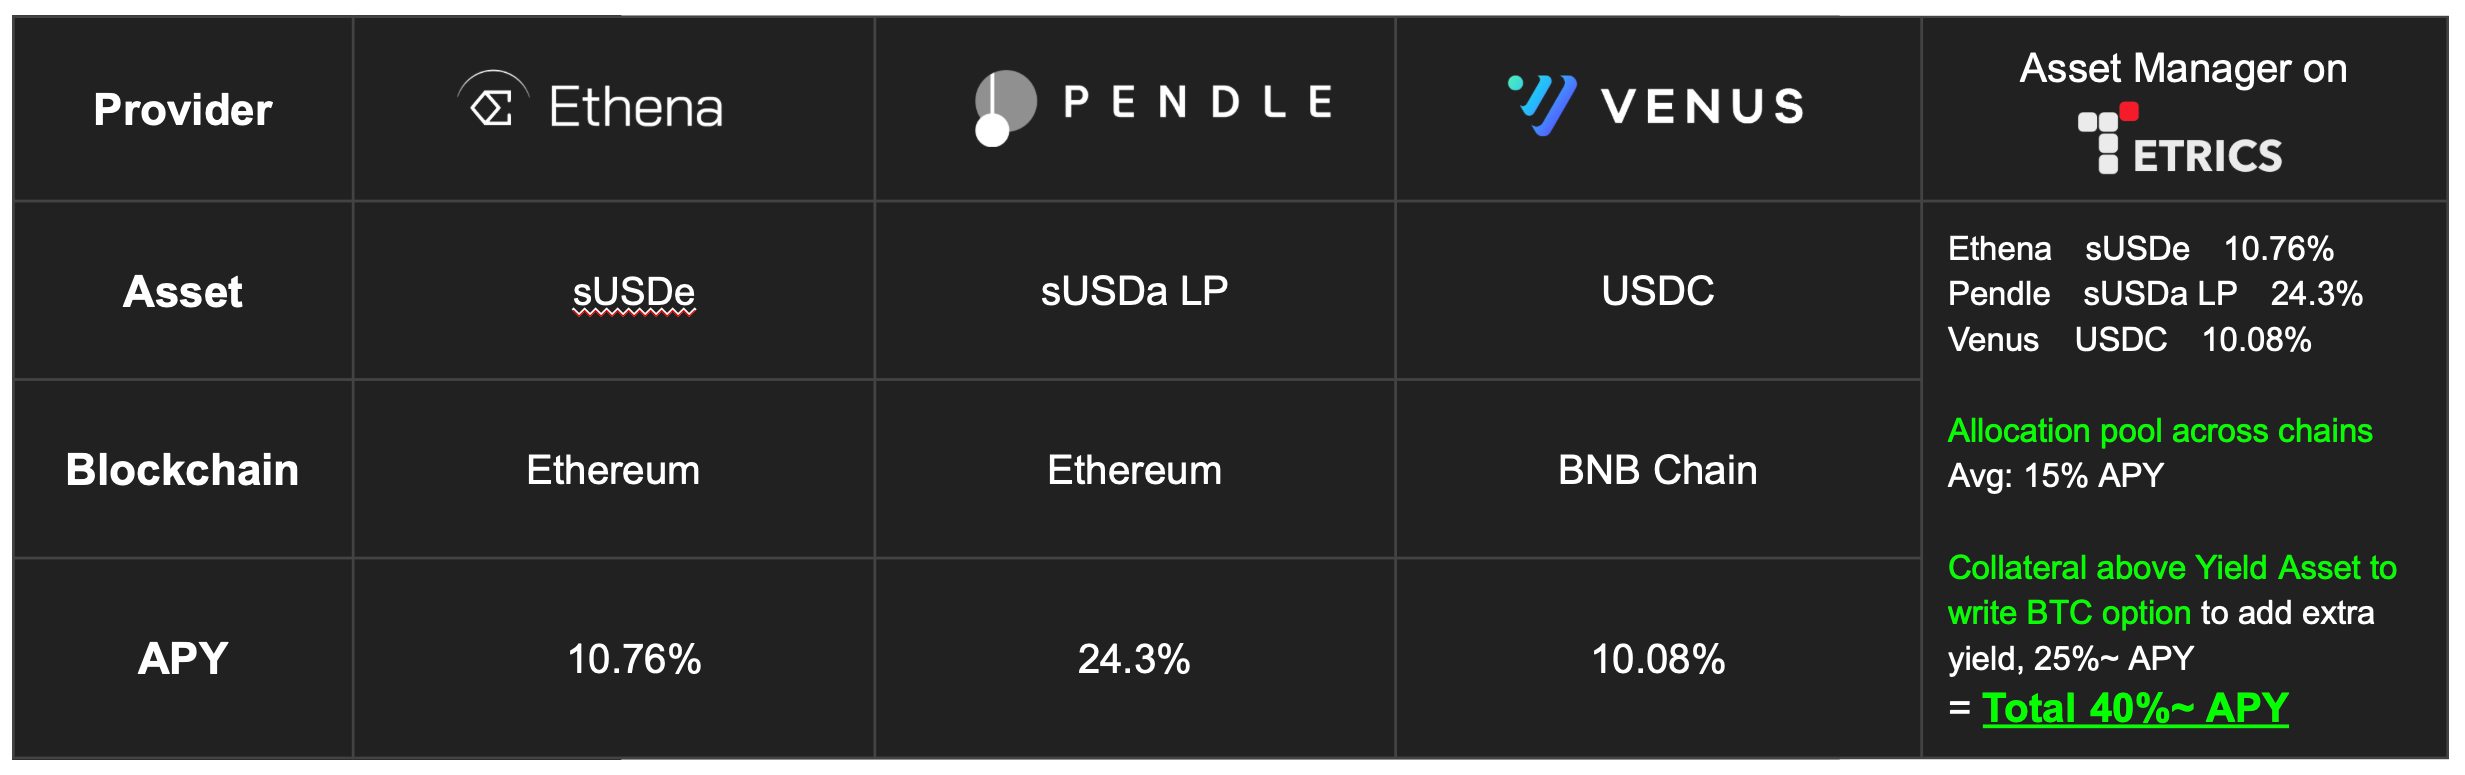 Provider
Ethena
PENDLE
VENUS
Asset Manager on
TETRICS
Asset
sUSDe
sUSDa LP
USDC
Ethena sUSDe 10.76%
Pendle sUSDa LP 24.3%
Venus USDC 10.08%
Blockchain
Ethereum
Ethereum
BNB Chain
Allocation pool across chains
Avg: 15% APY
APY
10.76%
24.3%
10.08%
Collateral above Yield Asset to
write BTC option to add extra
yield, 25%~ APY
= Total 40%~ APY